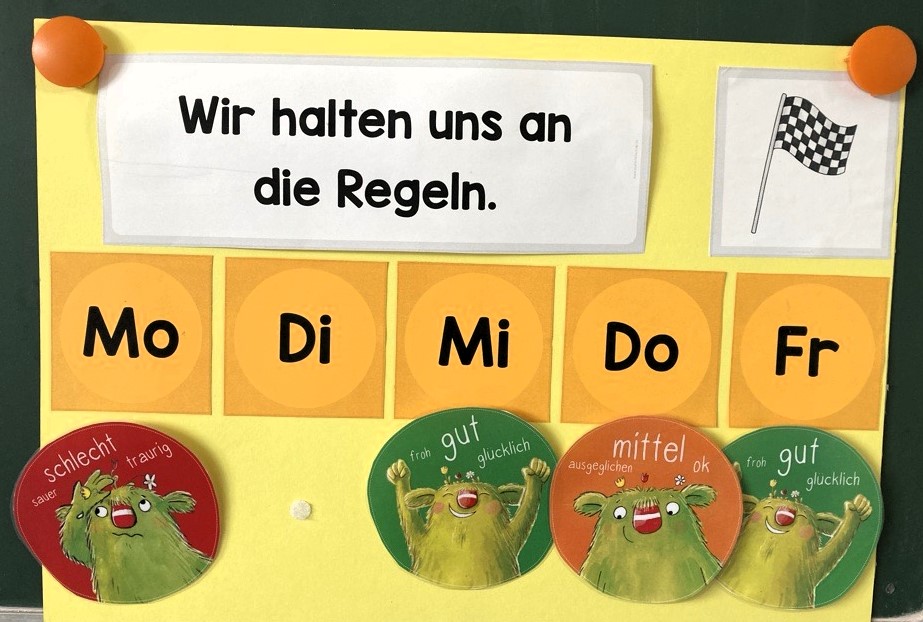 Wir halten uns an
die Regeln.
Mo Di Mi Do Fr
schlecht
traurig
sauer
gut
froh
glücklich
mittel
ausgeglichen
ok
gut
froh
glücklich